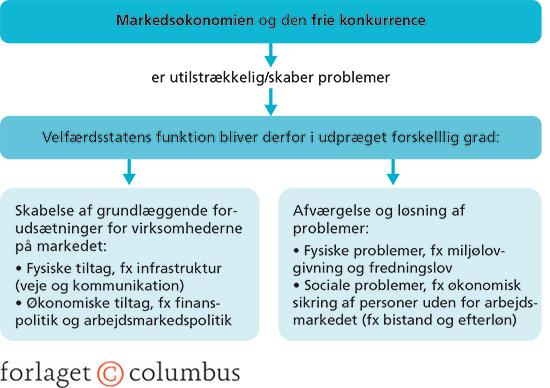 Markedsøkonomien og den frie konkurrence
er utilstrækkelig/skaber problemer
Velfærdsstatens funktion bliver derfor i udpræget forskelllig grad:
Skabelse af grundlæggende for-
udsætninger for virksomhederne
på markedet:
• Fysiske tiltag, fx infrastruktur
(veje og kommunikation)
• Økonomiske tiltag, fx finans-
politik og arbejdsmarkedspolitik
Afværgelse og løsning af
problemer:
• Fysiske problemer, fx miljølov-
givning og fredningslov
• Sociale problemer, fx økonomisk
sikring af personer uden for arbejds-
markedet (fx bistand og efterløn)
forlaget © columbus